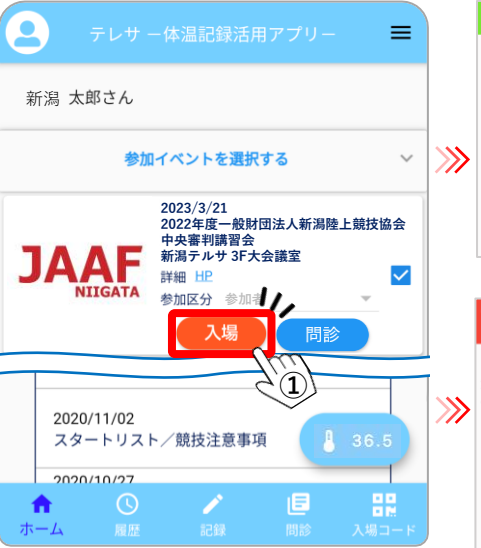 テレサ －体温記録活用アプリ－
新潟 太郎さん
参加イベントを選択する
2023/3/21
2022年度一般財団法人新潟陸上競技協会
中央審判講習会
新潟テルサ 3F大会議室
JAAF
NIIGATA
詳細 HP
参加区分 参加者
入場 問診
①
2020/11/02
スタートリスト／競技注意事項
36.5
2020/10/27
ホーム 履歴 記録 問診 入場コード